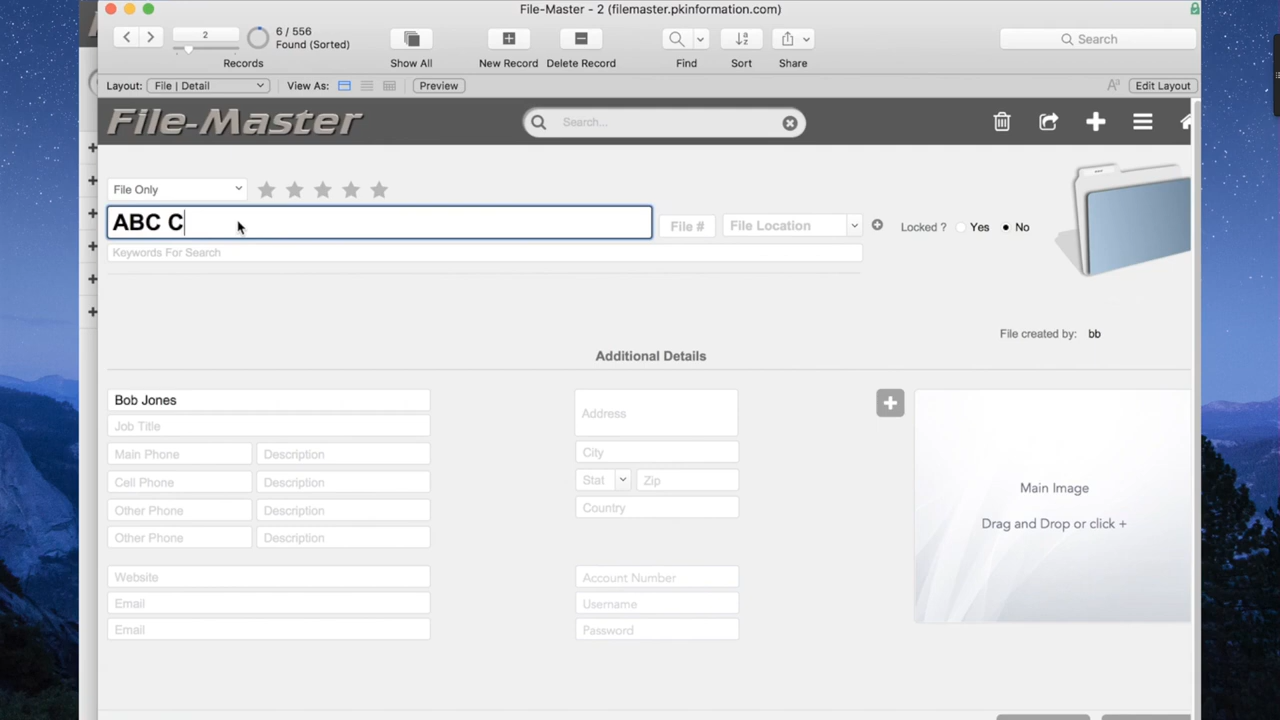 File-Master - 2 (filemaster.pkinformation.com)
2
6 / 556
Found (Sorted)
Records
Show All
New Record
Delete Record
Find
Sort
Share
Search
Layout:
File | Detail
View As:
Preview
Edit Layout
File-Master
Search...
File Only
ABC C
File #
File Location
Locked ?
Yes
No
Keywords For Search
File created by:
bb
Additional Details
Bob Jones
Job Title
Main Phone
Description
Cell Phone
Description
Other Phone
Description
Other Phone
Description
Website
Email
Email
Address
City
Stat
Zip
Country
Account Number
Username
Password
Main Image
Drag and Drop or click +